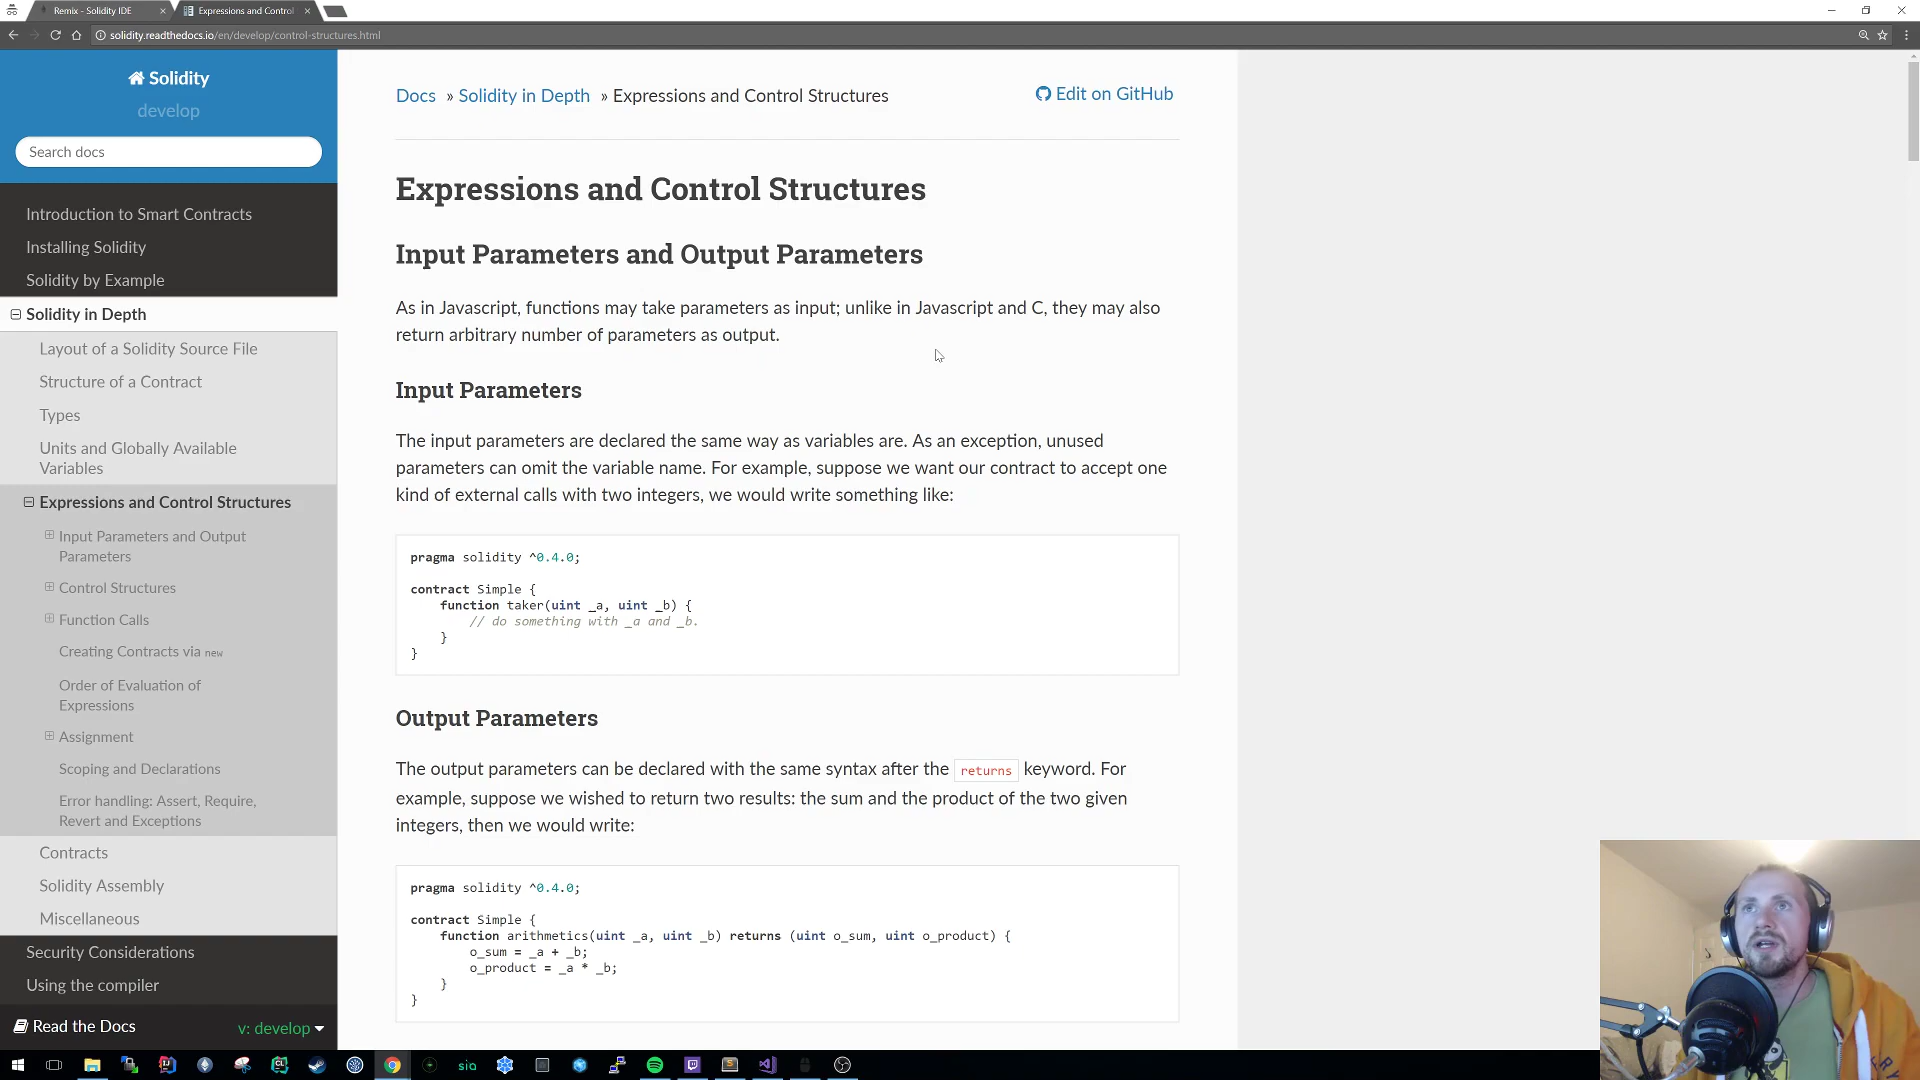 Remix - Solidity IDE
Expressions and Control
solidity.readthedocs.io/en/develop/control-structures.html
Solidity
develop
Search docs
Introduction to Smart Contracts
Installing Solidity
Solidity by Example
Solidity in Depth
Layout of a Solidity Source File
Structure of a Contract
Types
Units and Globally Available
Variables
Expressions and Control Structures
Input Parameters and Output
Parameters
Control Structures
Function Calls
Creating Contracts via new
Order of Evaluation of
Expressions
Assignment
Scoping and Declarations
Error handling: Assert, Require,
Revert and Exceptions
Contracts
Solidity Assembly
Miscellaneous
Security Considerations
Using the compiler
Read the Docs
v: develop
Docs » Solidity in Depth » Expressions and Control Structures
Edit on GitHub
Expressions and Control Structures
Input Parameters and Output Parameters
As in Javascript, functions may take parameters as input; unlike in Javascript and C, they may also
return arbitrary number of parameters as output.
Input Parameters
The input parameters are declared the same way as variables are. As an exception, unused
parameters can omit the variable name. For example, suppose we want our contract to accept one
kind of external calls with two integers, we would write something like:
pragma solidity ^0.4.0;
contract Simple {
function taker(uint _a, uint _b) {
// do something with _a and _b.
}
}
Output Parameters
The output parameters can be declared with the same syntax after the returns keyword. For
example, suppose we wished to return two results: the sum and the product of the two given
integers, then we would write:
pragma solidity ^0.4.0;
contract Simple {
function arithmetics(uint _a, uint _b) returns (uint o_sum, uint o_product) {
o_sum = _a + _b;
o_product = _a * _b;
}
}
sia